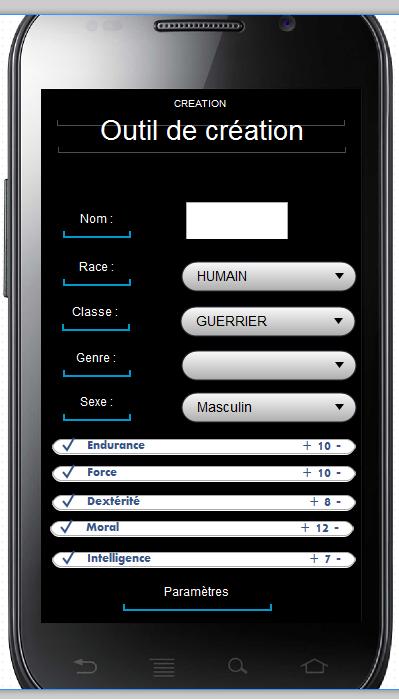 CREATION
Outil de création
Nom :
Race : HUMAIN
Classe : GUERRIER
Genre :
Sexe : Masculin
Endurance + 10 -
Force + 10 -
Dextérité + 8 -
Moral + 12 -
Intelligence + 7 -
Paramètres